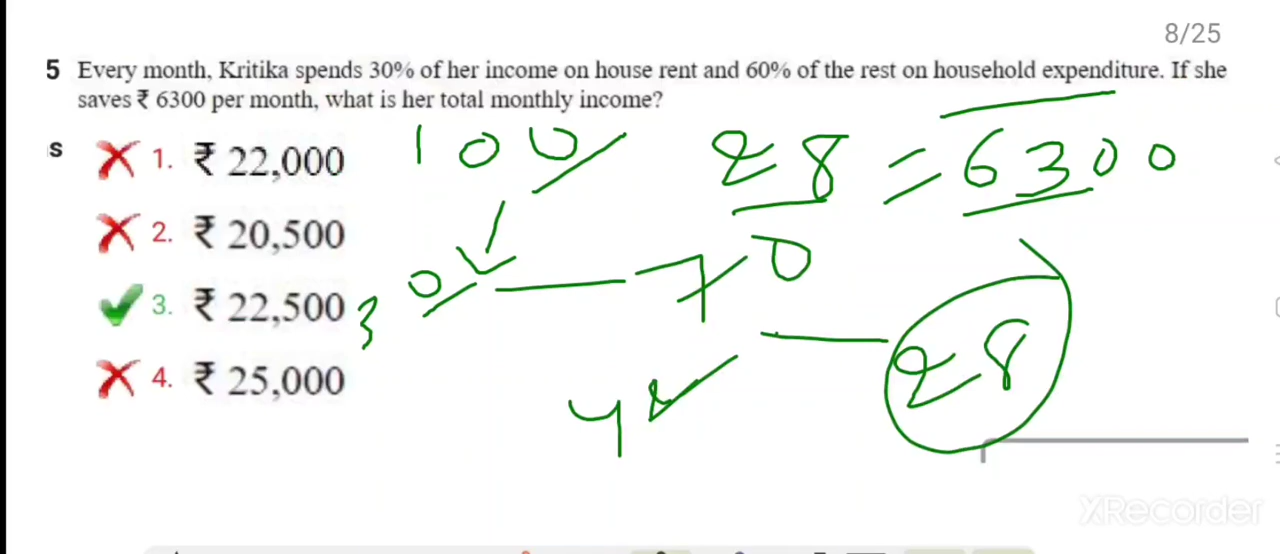 8/25
5 Every month, Kritika spends 30% of her income on house rent and 60% of the rest on household expenditure. If she
saves ₹ 6300 per month, what is her total monthly income?
s
1. ₹ 22,000
2. ₹ 20,500
3. ₹ 22,500
4. ₹ 25,000
100
28 = 6300
30 — 70
28
XRecorder